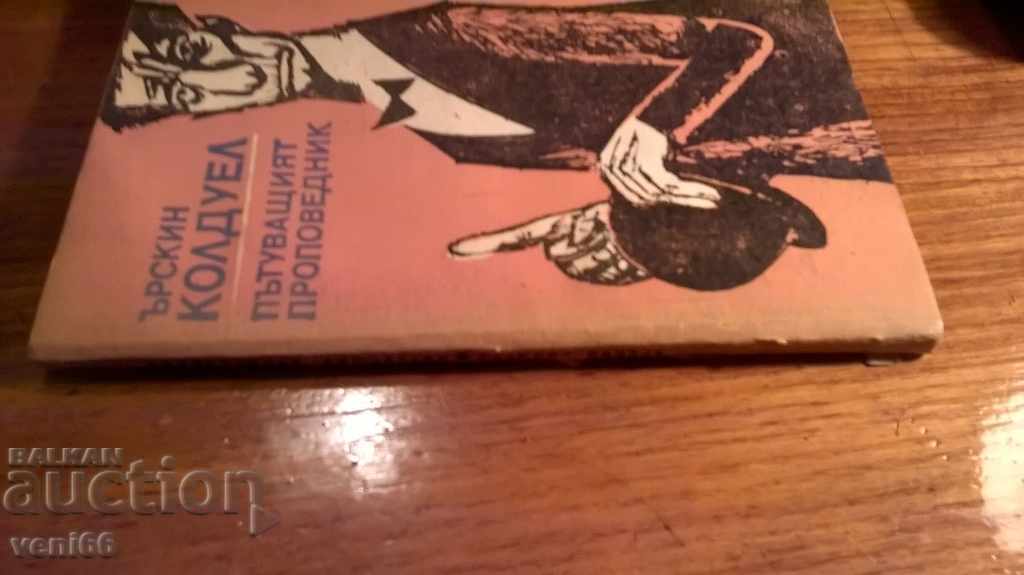 ЪРСКИН
КОЛДУЕЛ
ПЪТУВАЩИЯТ
ПРОПОВЕДНИК
BALKAN
auction
veni66